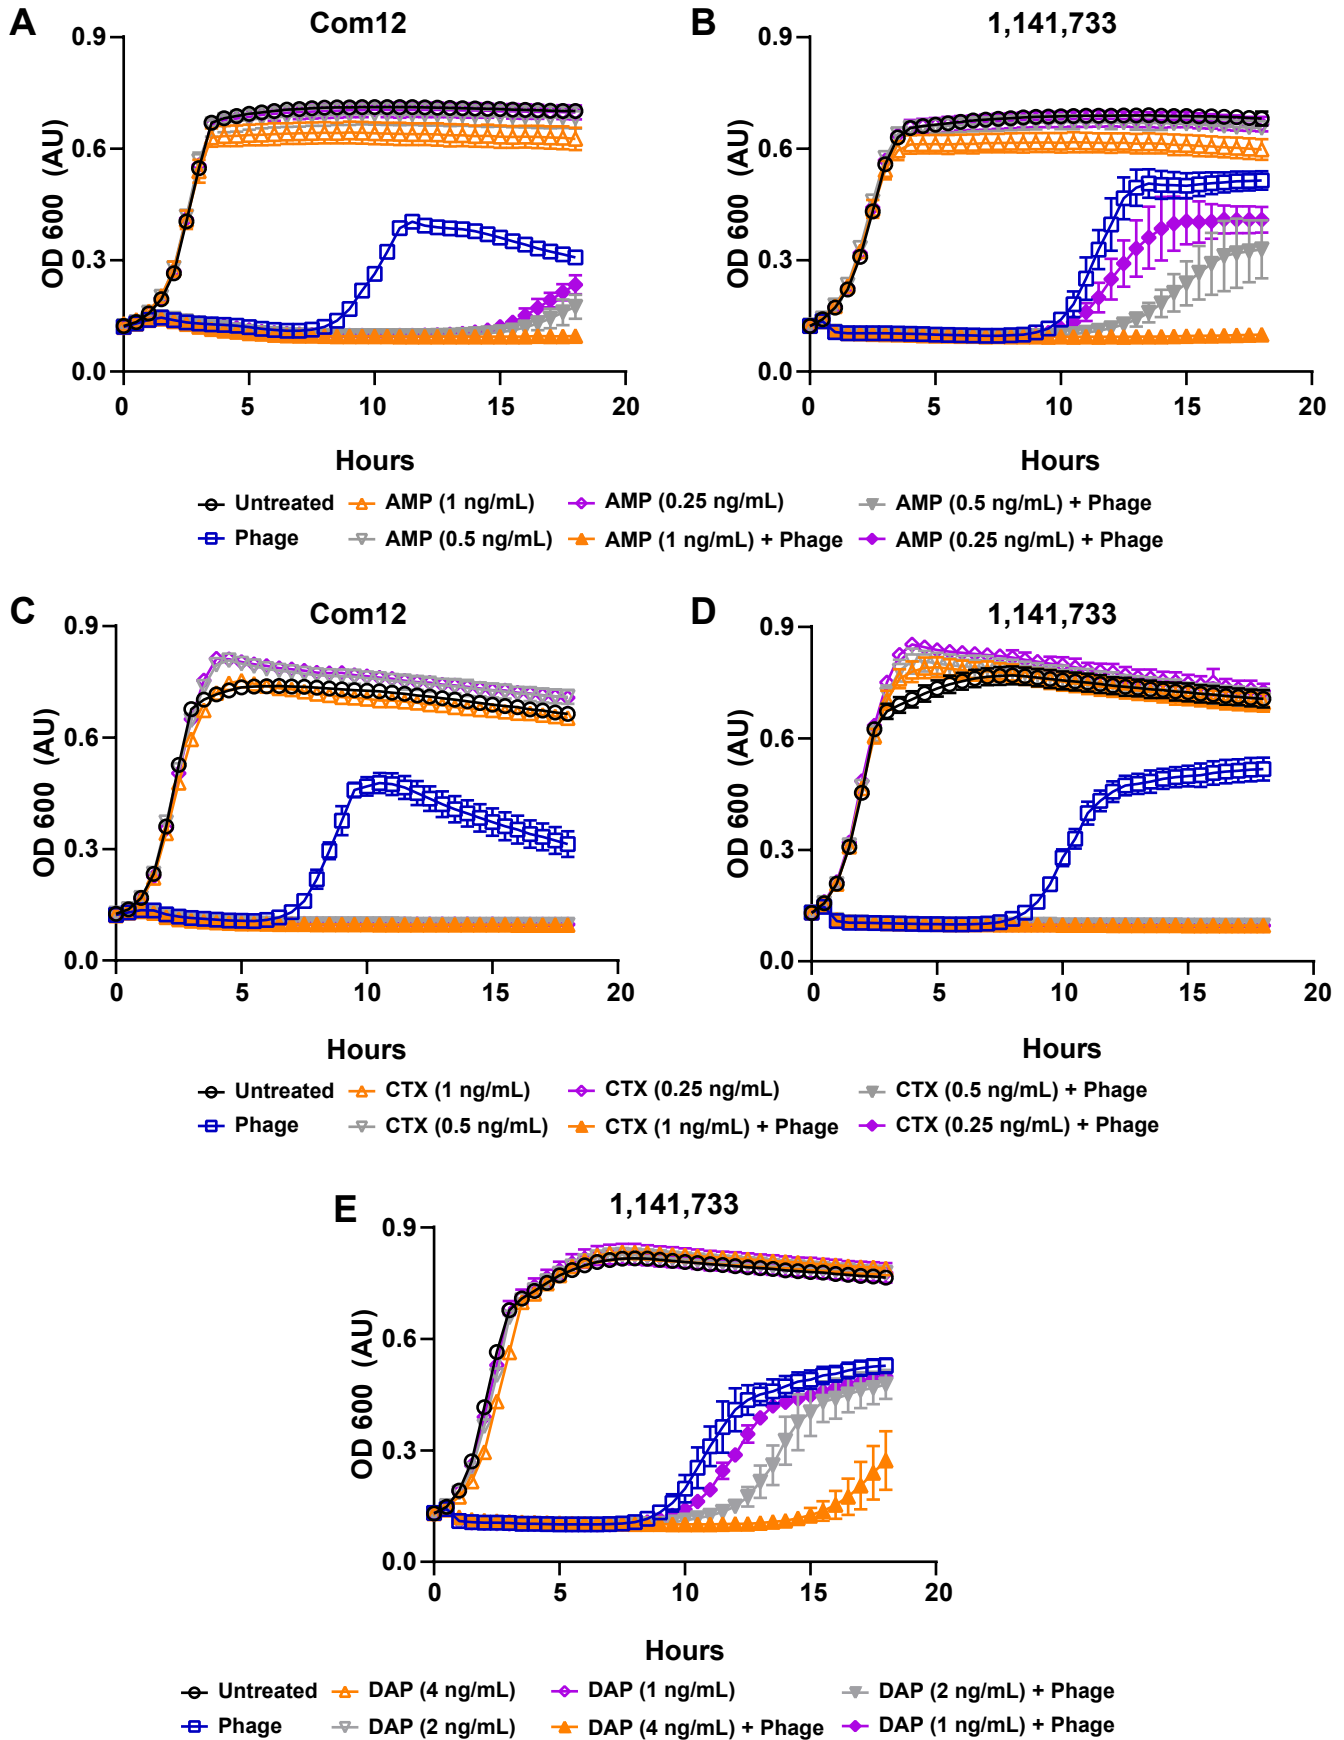 A
Com12
B
1,141,733
0.9
0.6
0.3
0.0
OD 600 (AU)
0 5 10 15 20
Hours
0.9
0.6
0.3
0.0
OD 600 (AU)
0 5 10 15 20
Hours
Untreated AMP (1 ng/mL) AMP (0.25 ng/mL) AMP (0.5 ng/mL) + Phage
Phage AMP (0.5 ng/mL) AMP (1 ng/mL) + Phage AMP (0.25 ng/mL) + Phage
C
Com12
D
1,141,733
0.9
0.6
0.3
0.0
OD 600 (AU)
0 5 10 15 20
Hours
0.9
0.6
0.3
0.0
OD 600 (AU)
0 5 10 15 20
Hours
Untreated CTX (1 ng/mL) CTX (0.25 ng/mL) CTX (0.5 ng/mL) + Phage
Phage CTX (0.5 ng/mL) CTX (1 ng/mL) + Phage CTX (0.25 ng/mL) + Phage
E
1,141,733
0.9
0.6
0.3
0.0
OD 600 (AU)
0 5 10 15 20
Hours
Untreated DAP (4 ng/mL) DAP (1 ng/mL) DAP (2 ng/mL) + Phage
Phage DAP (2 ng/mL) DAP (4 ng/mL) + Phage DAP (1 ng/mL) + Phage